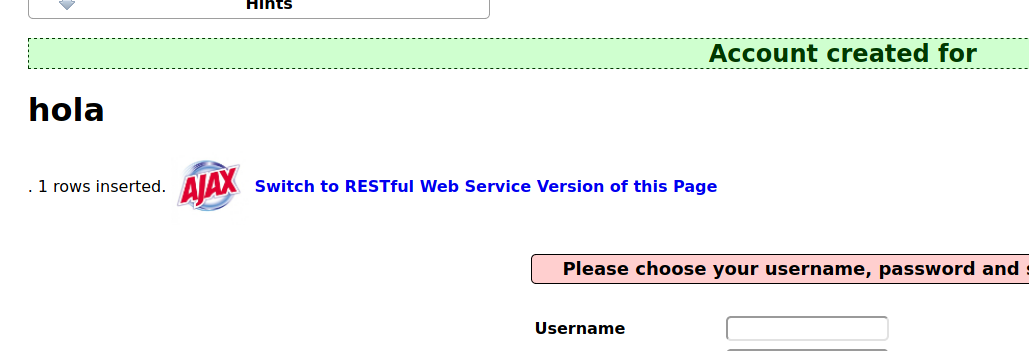 Hints
Account created for
hola
. 1 rows inserted.
AJAX
Switch to RESTful Web Service Version of this Page
Please choose your username, password and
Username